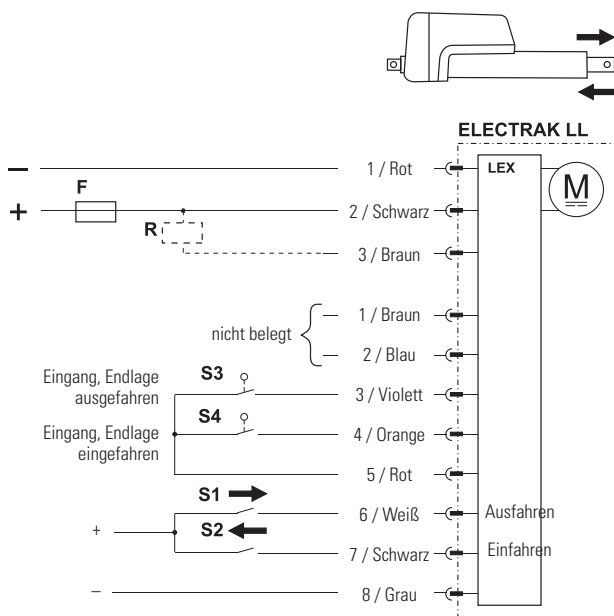 ELECTRAK LL
− 1 / Rot LEX M
F
+ 2 / Schwarz
R
3 / Braun
1 / Braun
nicht belegt
2 / Blau
Eingang, Endlage
ausgefahren
S3
3 / Violett
Eingang, Endlage
eingefahren
S4
4 / Orange
5 / Rot
S1
6 / Weiß Ausfahren
+ S2
7 / Schwarz Einfahren
− 8 / Grau